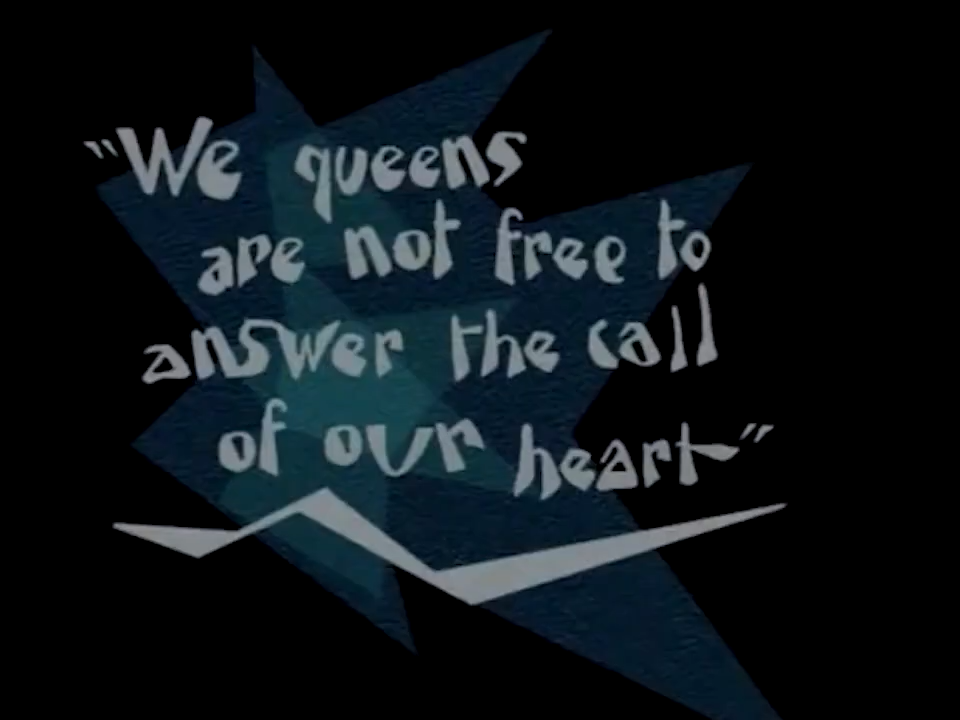 "We queens
are not free to
answer the call
of our heart"